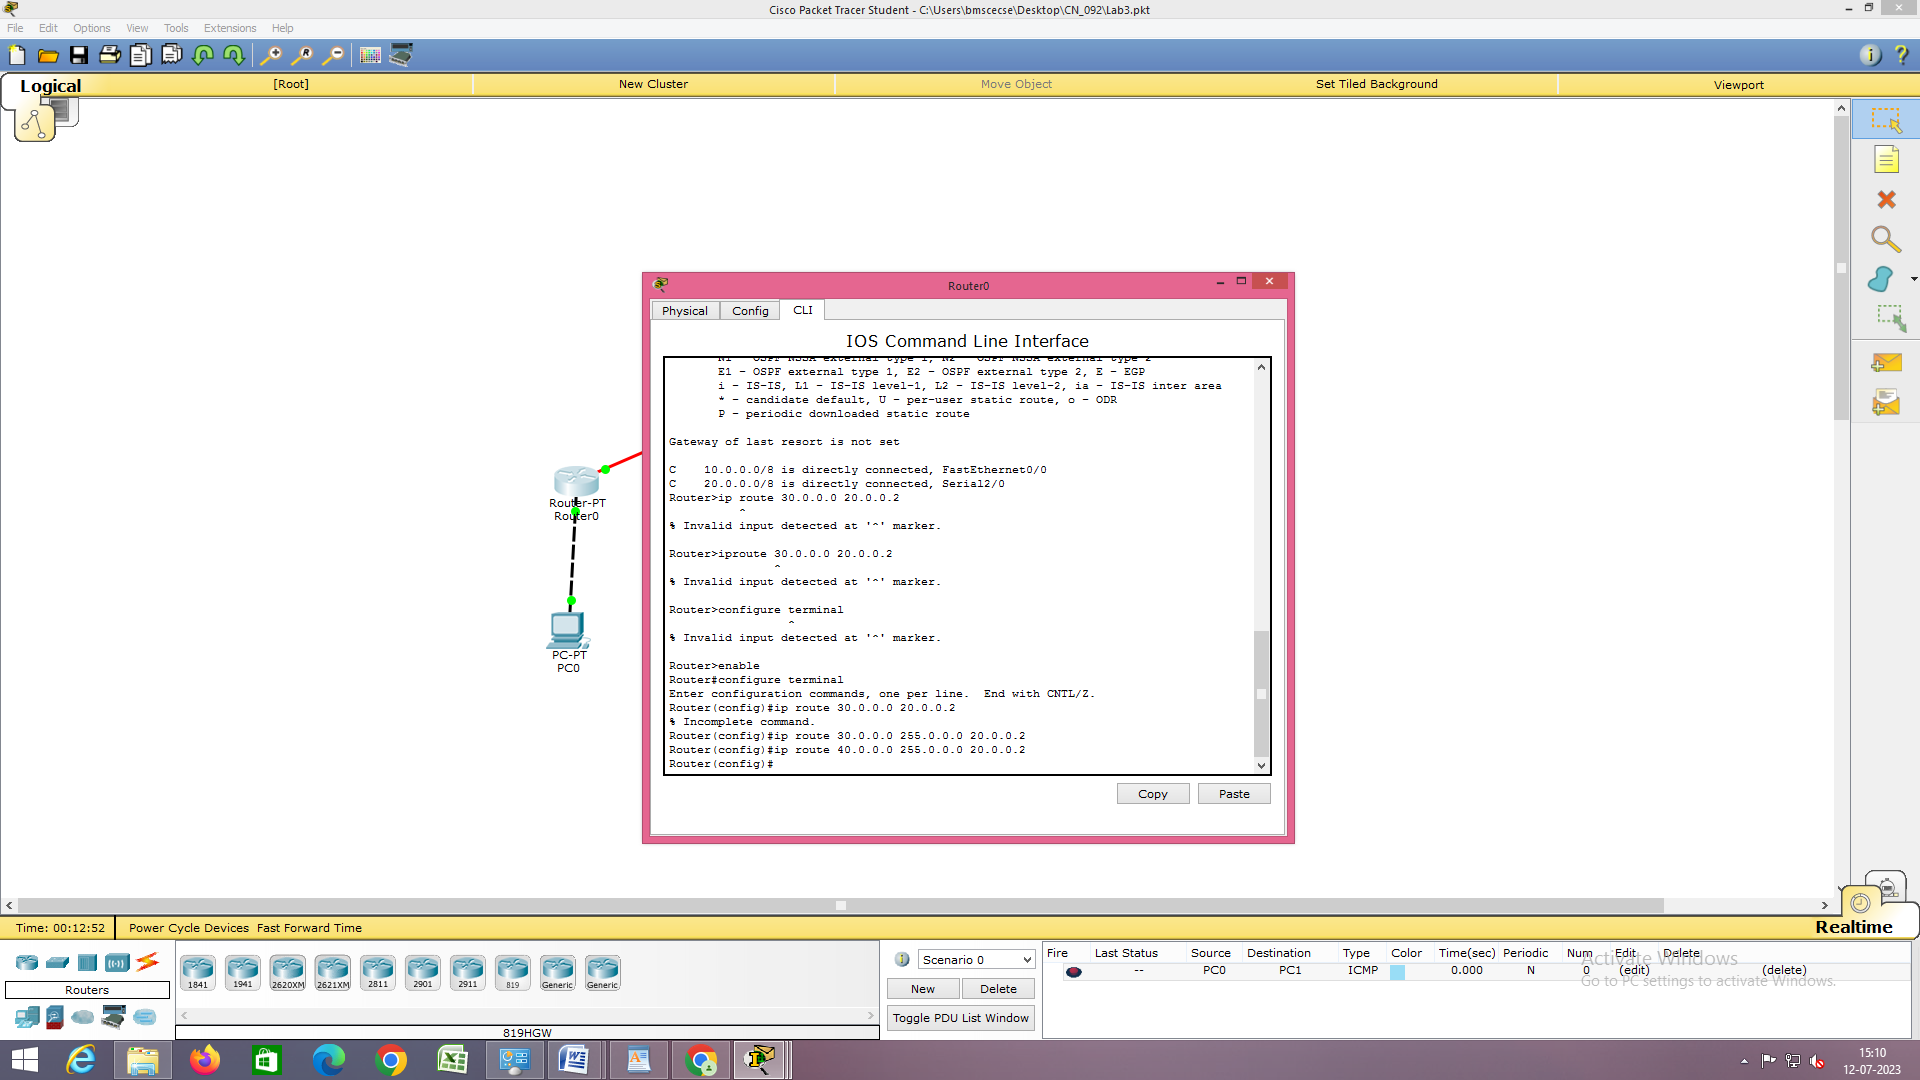 Cisco Packet Tracer Student - C:\Users\bmscecse\Desktop\CN_092\Lab3.pkt
File Edit Options View Tools Extensions Help
Logical [Root] New Cluster Move Object Set Tiled Background Viewport
Router0
Physical Config CLI
IOS Command Line Interface
N1 - OSPF NSSA external type 1, N2 - OSPF NSSA external type 2
E1 - OSPF external type 1, E2 - OSPF external type 2, E - EGP
i - IS-IS, L1 - IS-IS level-1, L2 - IS-IS level-2, ia - IS-IS inter area
* - candidate default, U - per-user static route, o - ODR
P - periodic downloaded static route
Gateway of last resort is not set
C 10.0.0.0/8 is directly connected, FastEthernet0/0
C 20.0.0.0/8 is directly connected, Serial2/0
Router>ip route 30.0.0.0 20.0.0.2
^
% Invalid input detected at '^' marker.
Router>iproute 30.0.0.0 20.0.0.2
^
% Invalid input detected at '^' marker.
Router>configure terminal
^
% Invalid input detected at '^' marker.
Router>enable
Router#configure terminal
Enter configuration commands, one per line. End with CNTL/Z.
Router(config)#ip route 30.0.0.0 20.0.0.2
% Incomplete command.
Router(config)#ip route 30.0.0.0 255.0.0.0 20.0.0.2
Router(config)#ip route 40.0.0.0 255.0.0.0 20.0.0.2
Router(config)#
Copy Paste
Router-PT
Router0
PC-PT
PC0
Time: 00:12:52 Power Cycle Devices Fast Forward Time
Realtime
Routers
1841 1941 2620XM 2621XM 2811 2901 2911 819 Generic Generic
819HGW
Scenario 0
New Delete
Toggle PDU List Window
Fire Last Status Source Destination Type Color Time(sec) Periodic Num Edit Delete
-- PC0 PC1 ICMP 0.000 N 0 (edit) (delete)
Activate Windows
Go to PC settings to activate Windows.
15:10
12-07-2023